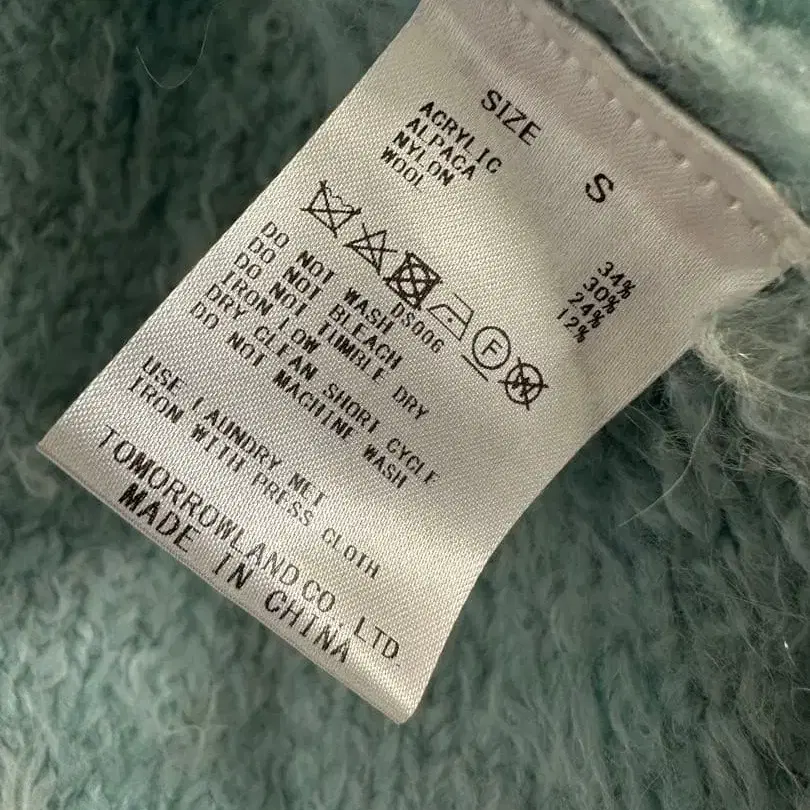 SIZE S
ACRYLIC 34%
ALPACA 30%
NYLON 24%
WOOL 12%
F
W
DS006
DO NOT WASH
DO NOT BLEACH
DO NOT TUMBLE DRY
IRON LOW
DRY CLEAN SHORT CYCLE
DO NOT MACHINE WASH
USE LAUNDRY NET
IRON WITH PRESS CLOTH
TOMORROWLAND CO., LTD.
MADE IN CHINA